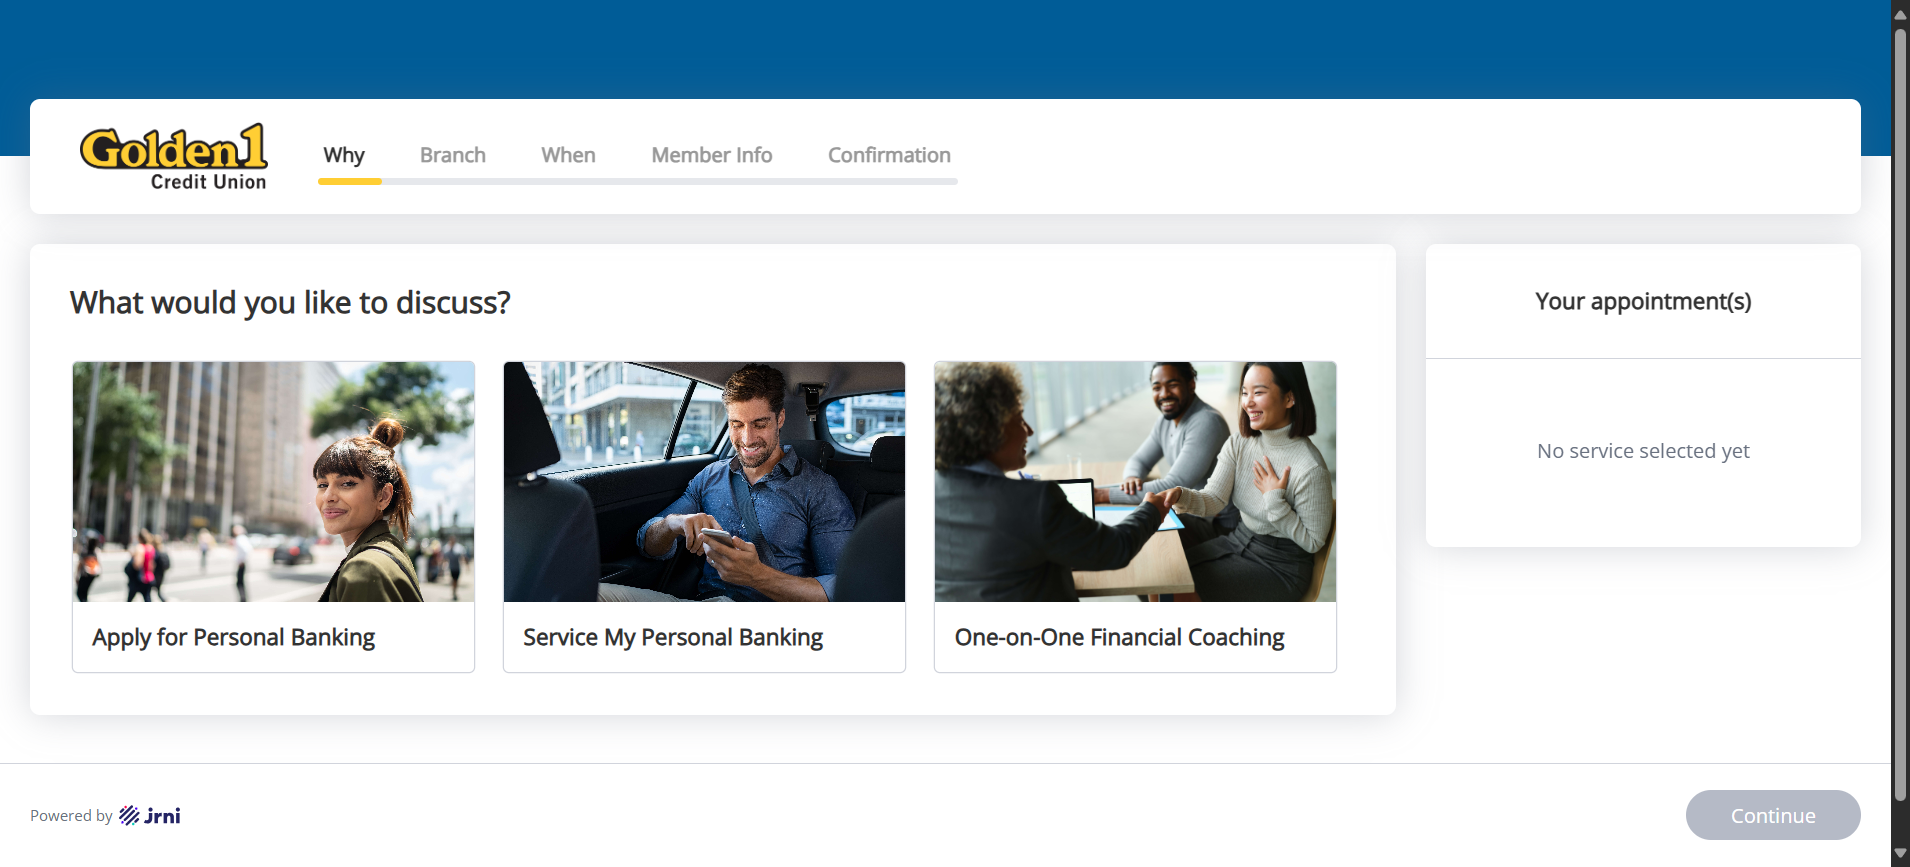 Golden1
Credit Union
Why
Branch
When
Member Info
Confirmation
What would you like to discuss?
Apply for Personal Banking
Service My Personal Banking
One-on-One Financial Coaching
Your appointment(s)
No service selected yet
Powered by jrni
Continue